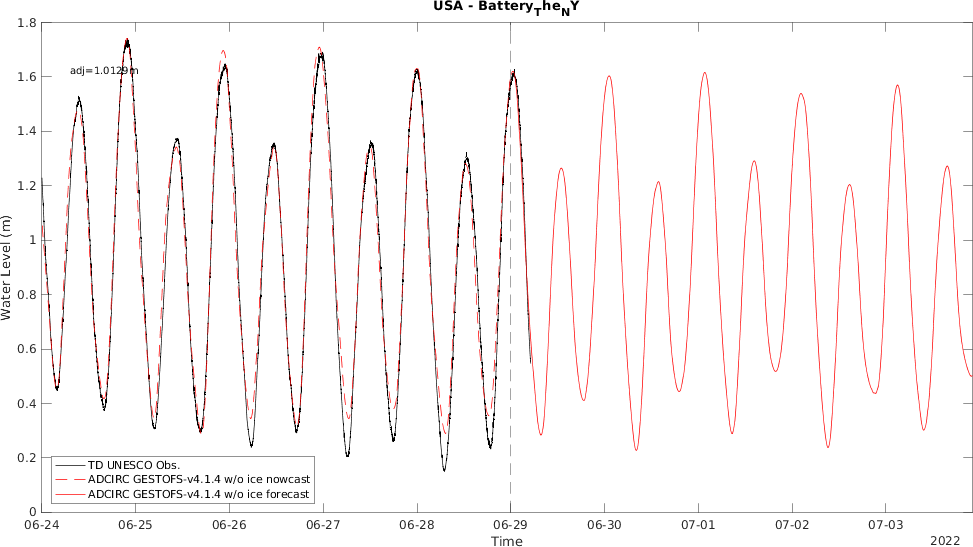 USA - Battery_The_NY
1.8
1.6
1.4
1.2
1
0.8
0.6
0.4
0.2
0
Water Level (m)
adj=1.0129m
TD UNESCO Obs.
ADCIRC GESTOFS-v4.1.4 w/o ice nowcast
ADCIRC GESTOFS-v4.1.4 w/o ice forecast
06-24 06-25 06-26 06-27 06-28 06-29 06-30 07-01 07-02 07-03
Time
2022